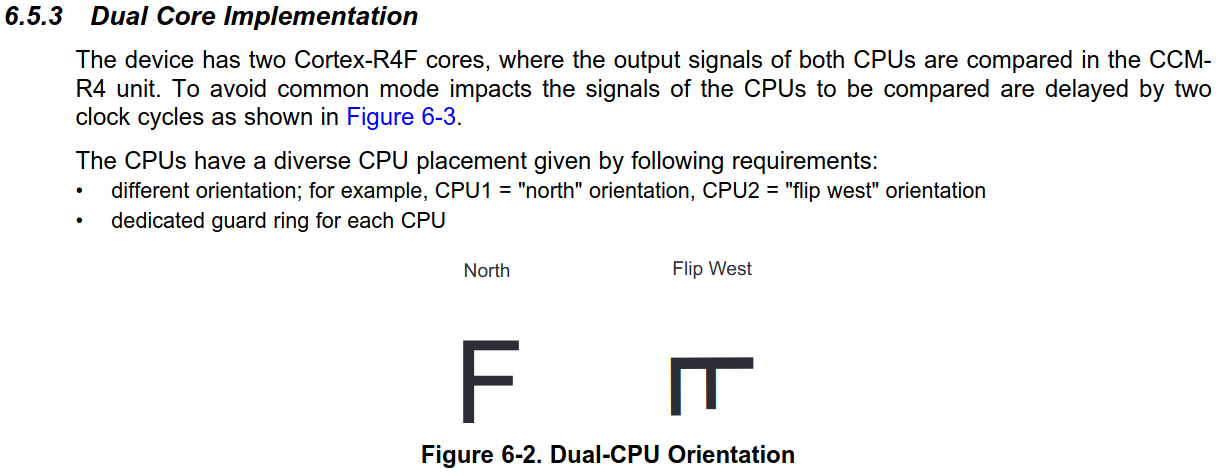 6.5.3 Dual Core Implementation
The device has two Cortex-R4F cores, where the output signals of both CPUs are compared in the CCM-
R4 unit. To avoid common mode impacts the signals of the CPUs to be compared are delayed by two
clock cycles as shown in Figure 6-3.
The CPUs have a diverse CPU placement given by following requirements:
• different orientation; for example, CPU1 = "north" orientation, CPU2 = "flip west" orientation
• dedicated guard ring for each CPU
North Flip West
F F
Figure 6-2. Dual-CPU Orientation